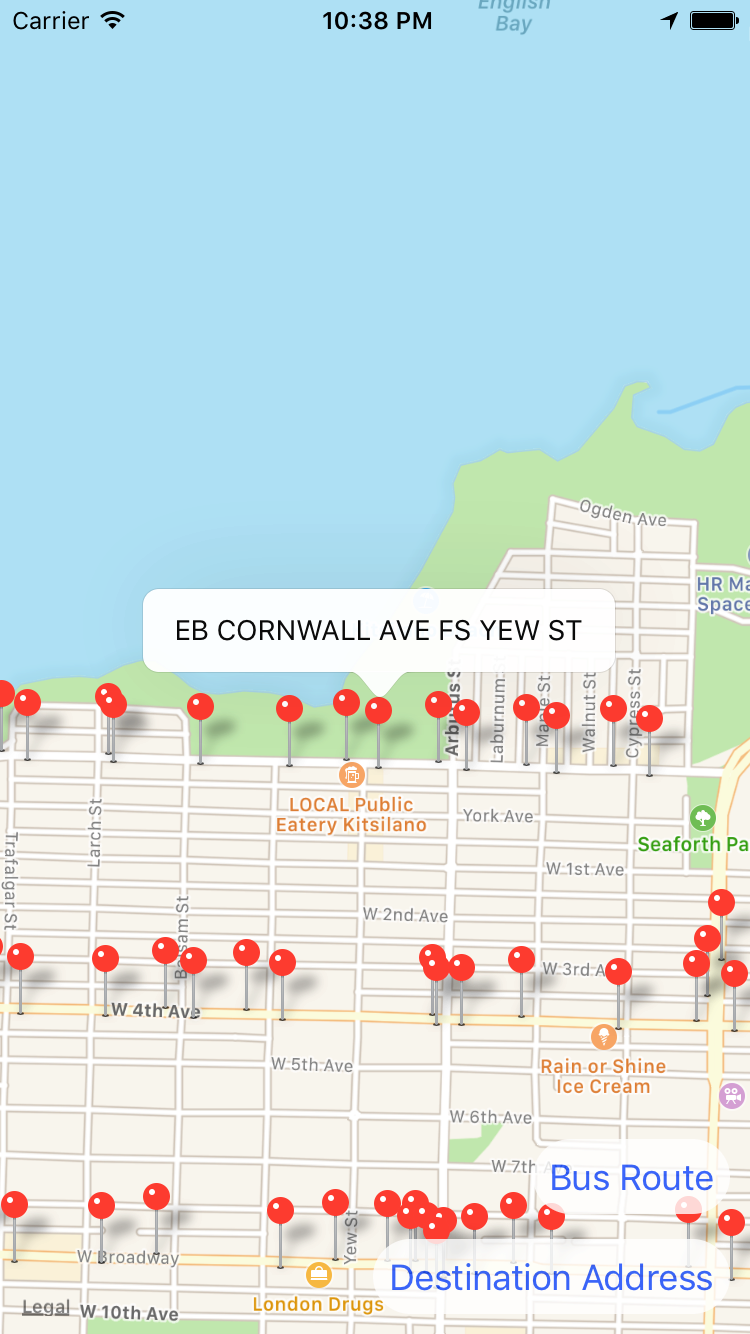 Carrier
10:38 PM
English
Bay
Ogden Ave
HR Ma
Space
EB CORNWALL AVE FS YEW ST
Arbutus S
Laburnum St
Maple St
Walnut St
Cypress St
LOCAL Public
Eatery Kitsilano
York Ave
Seaforth Pa
Larch St
Trafalgar St
W 1st Ave
Balsam St
W 2nd Ave
W 3rd A
W 4th Ave
Rain or Shine
Ice Cream
W 5th Ave
W 6th Ave
W 7th A
Bus Route
Yew St
W Broadway
Destination Address
London Drugs
Legal
W 10th Ave